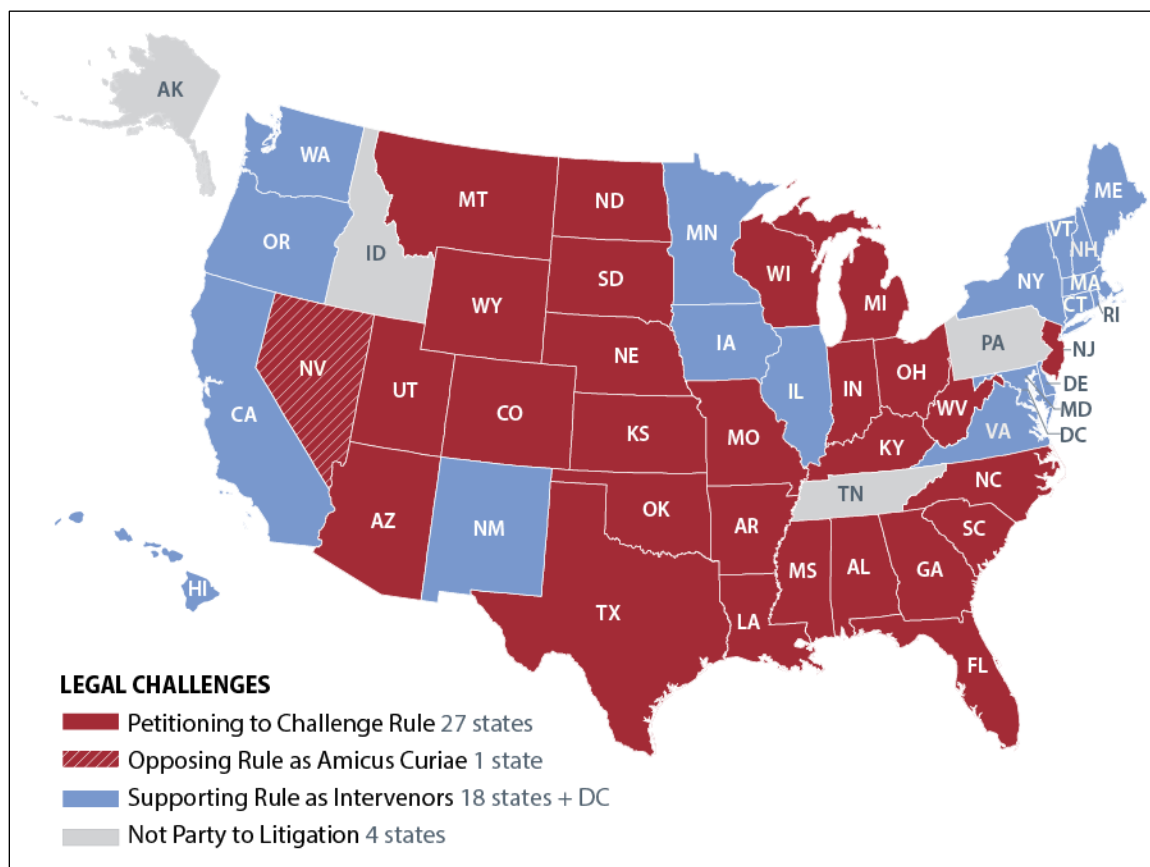 AK
WA
MT
ND
MN
ME
VT
NH
OR
ID
SD
WI
NY
MA
MI
CT
RI
WY
NV
NE
IA
PA
NJ
UT
CO
IL
IN
OH
DE
CA
WV
MD
KS
MO
KY
VA
DC
AZ
NM
OK
AR
TN
NC
SC
HI
MS
AL
GA
TX
LA
FL
LEGAL CHALLENGES
Petitioning to Challenge Rule 27 states
Opposing Rule as Amicus Curiae 1 state
Supporting Rule as Intervenors 18 states + DC
Not Party to Litigation 4 states